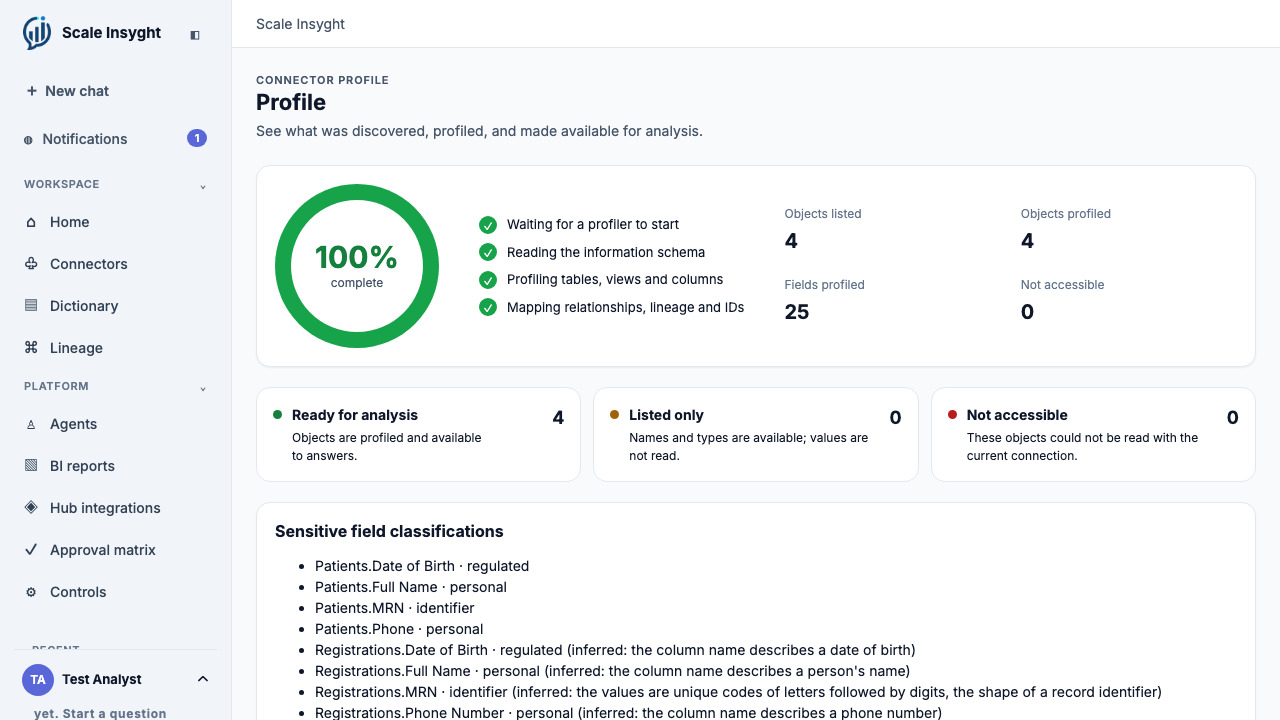 Scale Insyght
New chat
Notifications 1
WORKSPACE
Home
Connectors
Dictionary
Lineage
PLATFORM
Agents
BI reports
Hub integrations
Approval matrix
Controls
RECENT
TA Test Analyst
yet. Start a question
Scale Insyght
CONNECTOR PROFILE
Profile
See what was discovered, profiled, and made available for analysis.
100%
complete
Waiting for a profiler to start
Reading the information schema
Profiling tables, views and columns
Mapping relationships, lineage and IDs
Objects listed
4
Objects profiled
4
Fields profiled
25
Not accessible
0
Ready for analysis 4
Objects are profiled and available
to answers.
Listed only 0
Names and types are available; values are
not read.
Not accessible 0
These objects could not be read with the
current connection.
Sensitive field classifications
Patients.Date of Birth · regulated
Patients.Full Name · personal
Patients.MRN · identifier
Patients.Phone · personal
Registrations.Date of Birth · regulated (inferred: the column name describes a date of birth)
Registrations.Full Name · personal (inferred: the column name describes a person's name)
Registrations.MRN · identifier (inferred: the values are unique codes of letters followed by digits, the shape of a record identifier)
Registrations.Phone Number · personal (inferred: the column name describes a phone number)